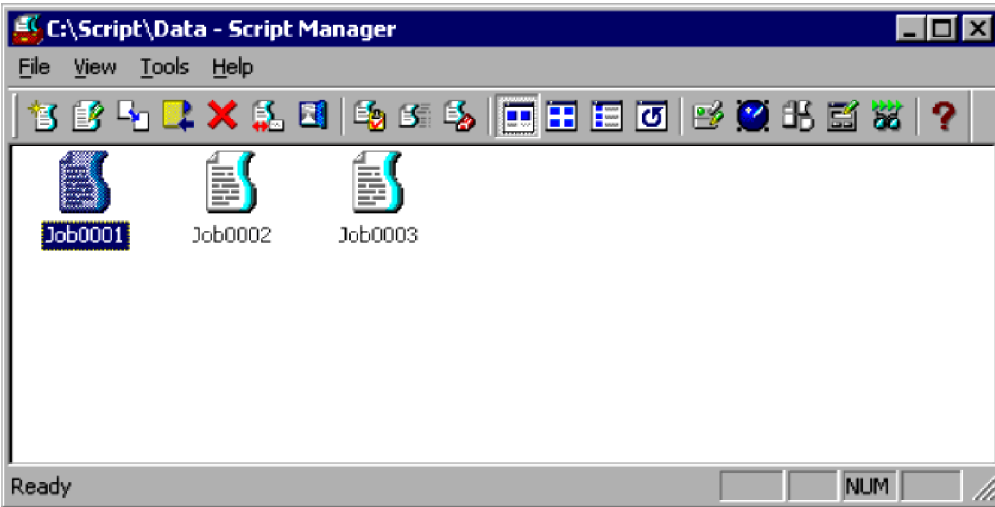 C:\Script\Data - Script Manager
File View Tools Help
Job0001 Job0002 Job0003
Ready NUM